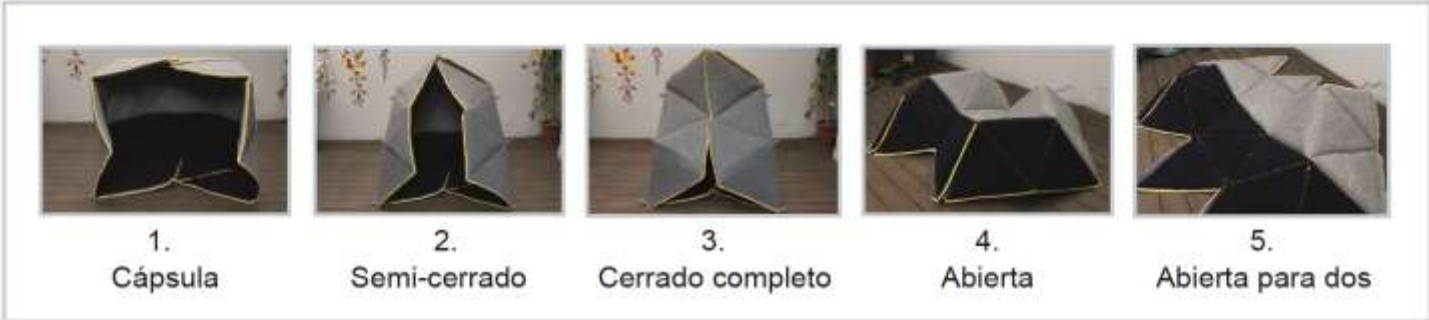 1.
Cápsula
2.
Semi-cerrado
3.
Cerrado completo
4.
Abierta
5.
Abierta para dos